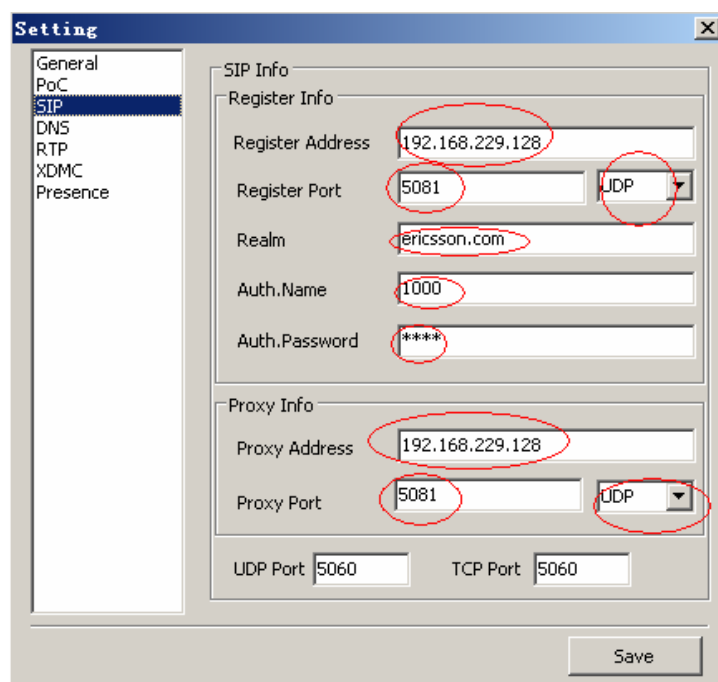 Setting
General
PoC
SIP
DNS
RTP
XDMC
Presence
SIP Info
Register Info
Register Address 192.168.229.128
Register Port 5081 UDP
Realm ericsson.com
Auth.Name 1000
Auth.Password ****
Proxy Info
Proxy Address 192.168.229.128
Proxy Port 5081 UDP
UDP Port 5060 TCP Port 5060
Save